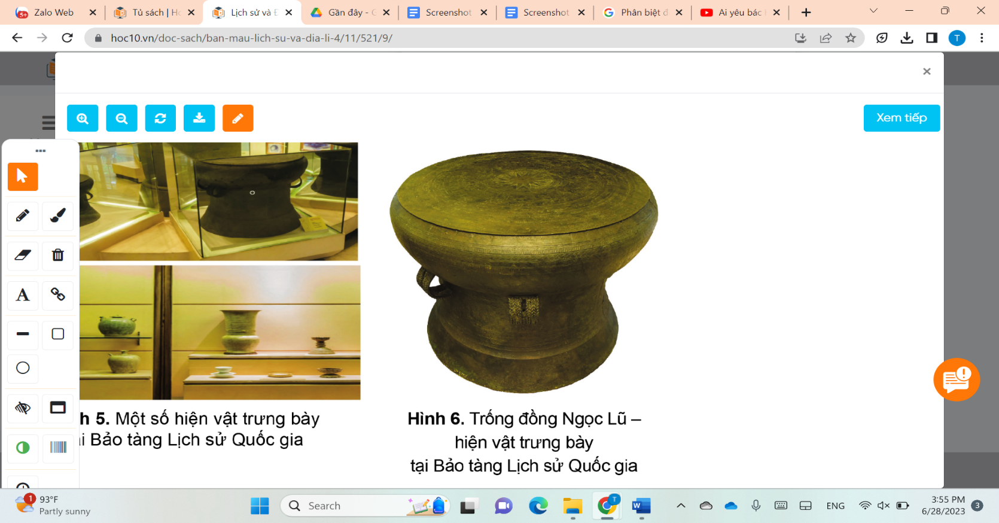 Zalo Web
Tủ sách | Ho
Lịch sử và Đ
Gần đây - G
Screenshot
Screenshot
Phân biệt đ
Ai yêu bác
hoc10.vn/doc-sach/ban-mau-lich-su-va-dia-li-4/11/521/9/
T
Xem tiếp
A
h 5. Một số hiện vật trưng bày
ại Bảo tàng Lịch sử Quốc gia
Hình 6. Trống đồng Ngọc Lũ –
hiện vật trưng bày
tại Bảo tàng Lịch sử Quốc gia
1
93°F
Partly sunny
Search
T
W
ENG
3:55 PM
6/28/2023
3